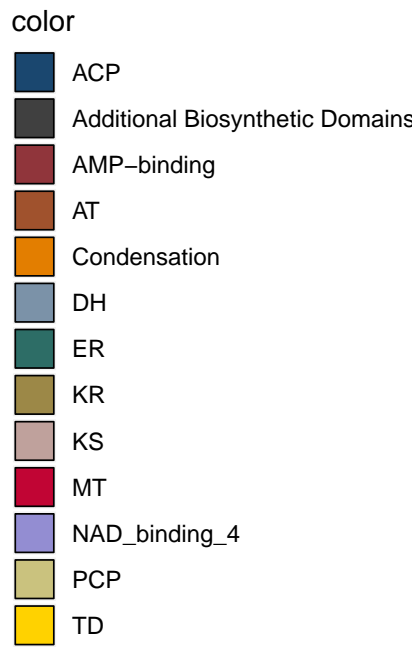 color
ACP
Additional Biosynthetic Domains
AMP−binding
AT
Condensation
DH
ER
KR
KS
MT
NAD_binding_4
PCP
TD